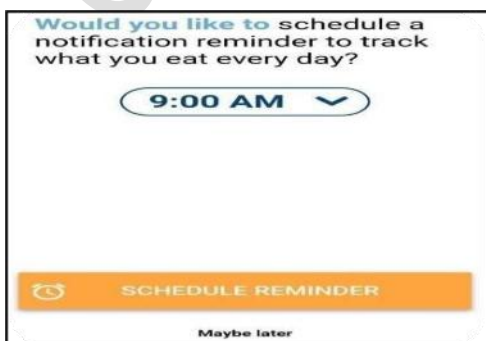 Would you like to schedule a
notification reminder to track
what you eat every day?
9:00 AM
SCHEDULE REMINDER
Maybe later